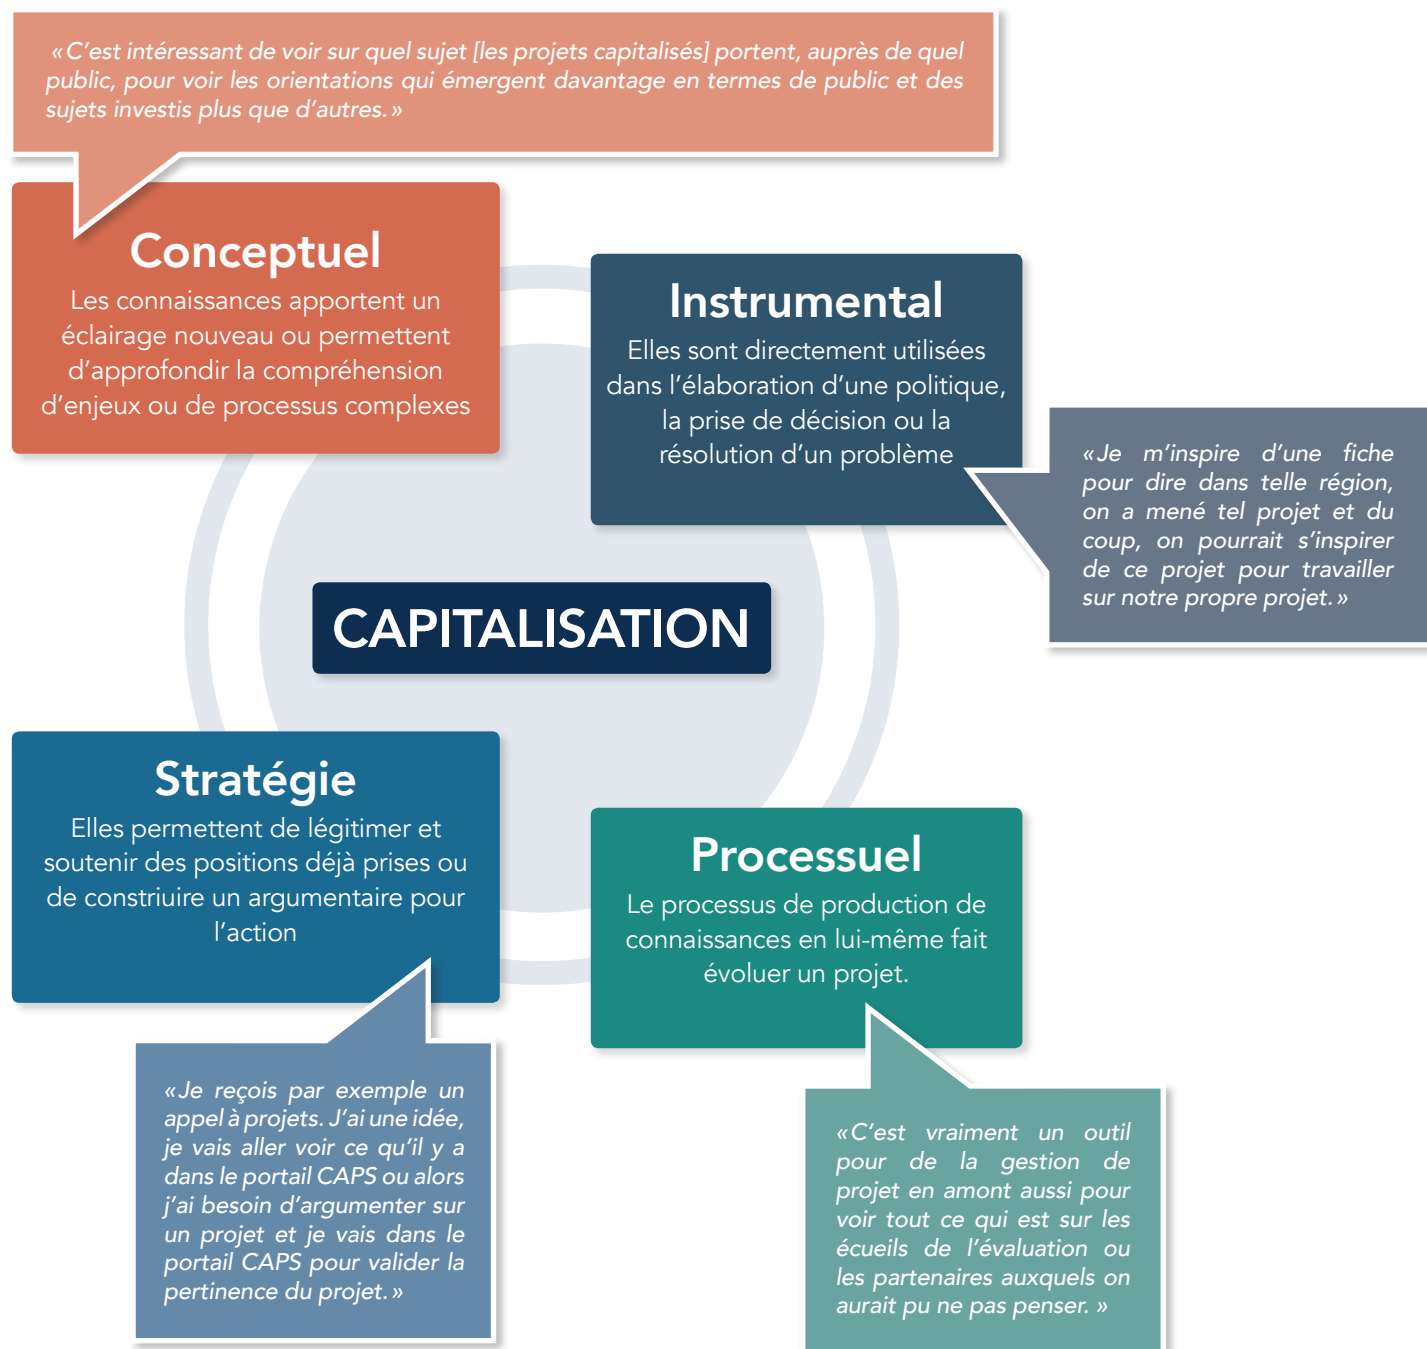 « C’est intéressant de voir sur quel sujet [les projets capitalisés] portent, auprès de quel
public, pour voir les orientations qui émergent davantage en termes de public et des
sujets investis plus que d’autres. »
Conceptuel
Les connaissances apportent un
éclairage nouveau ou permettent
d’approfondir la compréhension
d’enjeux ou de processus complexes
Instrumental
Elles sont directement utilisées
dans l’élaboration d’une politique,
la prise de décision ou la
résolution d’un problème
« Je m’inspire d’une fiche
pour dire dans telle région,
on a mené tel projet et du
coup, on pourrait s’inspirer
de ce projet pour travailler
sur notre propre projet. »
CAPITALISATION
Stratégie
Elles permettent de légitimer et
soutenir des positions déjà prises ou
de constriuire un argumentaire pour
l’action
Processuel
Le processus de production de
connaissances en lui-même fait
évoluer un projet.
« Je reçois par exemple un
appel à projets. J’ai une idée,
je vais aller voir ce qu’il y a
dans le portail CAPS ou alors
j’ai besoin d’argumenter sur
un projet et je vais dans le
portail CAPS pour valider la
pertinence du projet. »
« C’est vraiment un outil
pour de la gestion de
projet en amont aussi pour
voir tout ce qui est sur les
écueils de l’évaluation ou
les partenaires auxquels on
aurait pu ne pas penser. »